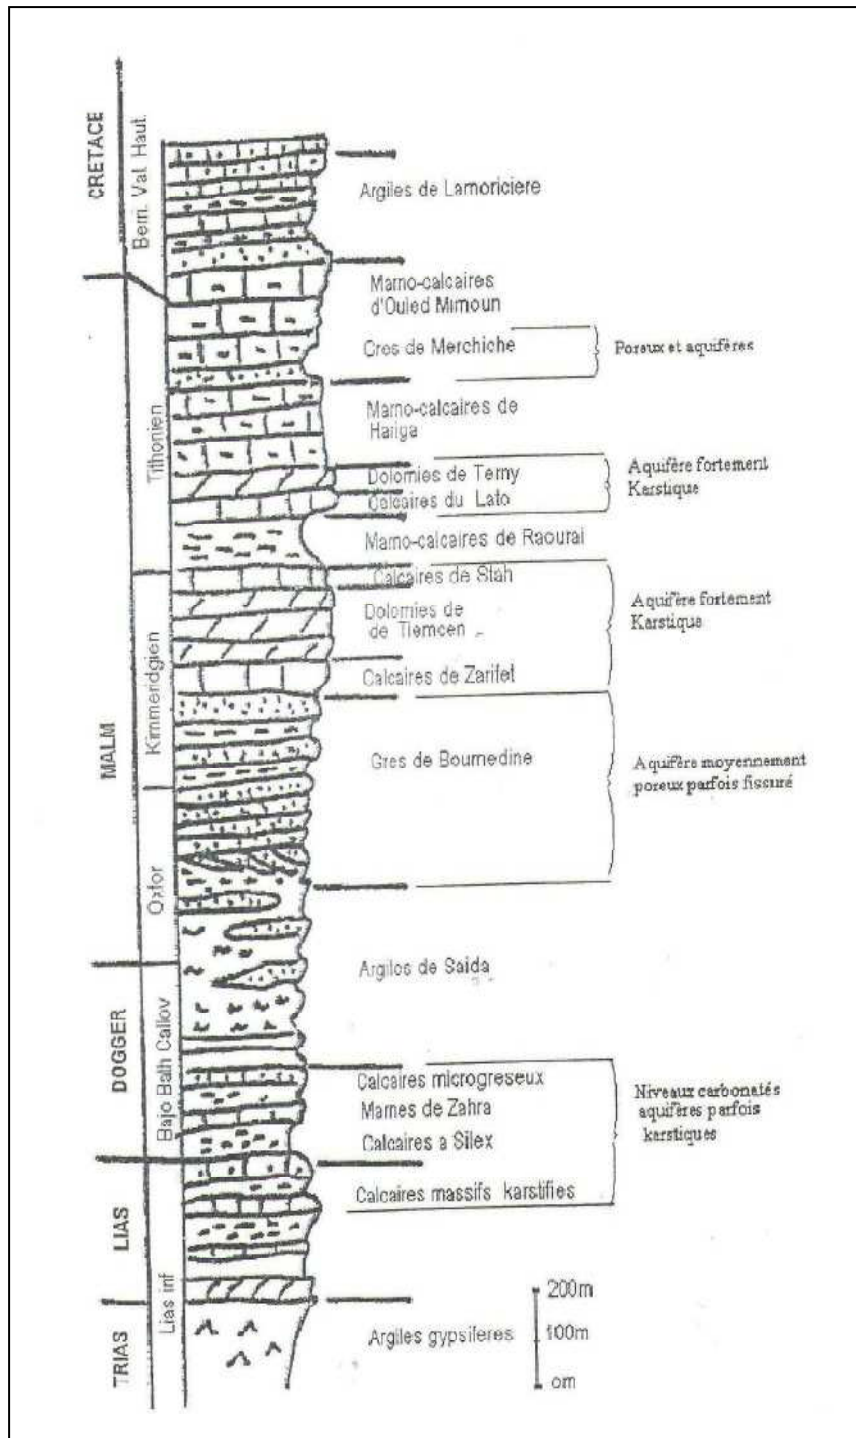 CRETACE
Berri. Val. Haut.
Argiles de Lamoriciere
Marno-calcaires
d'Ouled Mimoun
Gres de Merchiche
Poreux et aquifères
Tithonien
Marno-calcaires de
Hariga
Dolomies de Terny
Calcaires du Lato
Aquifère fortement
Karstique
Marno-calcaires de Raourai
MALM
Kimmeridgien
Calcaires de Stah
Dolomies de
de Tlemcen
Calcaires de Zarifet
Aquifère fortement
Karstique
Gres de Boumedine
Aquifère moyennement
poreux parfois fissuré
Oxfor
Argiles de Saida
DOGGER
Bajo Bath Callov
Calcaires microgreseux
Marnes de Zahra
Calcaires a Silex
Niveaux carbonatés
aquifères parfois
karstiques
LIAS
Calcaires massifs karstifies
Lias inf
TRIAS
Argiles gypsiferes
200m
100m
om